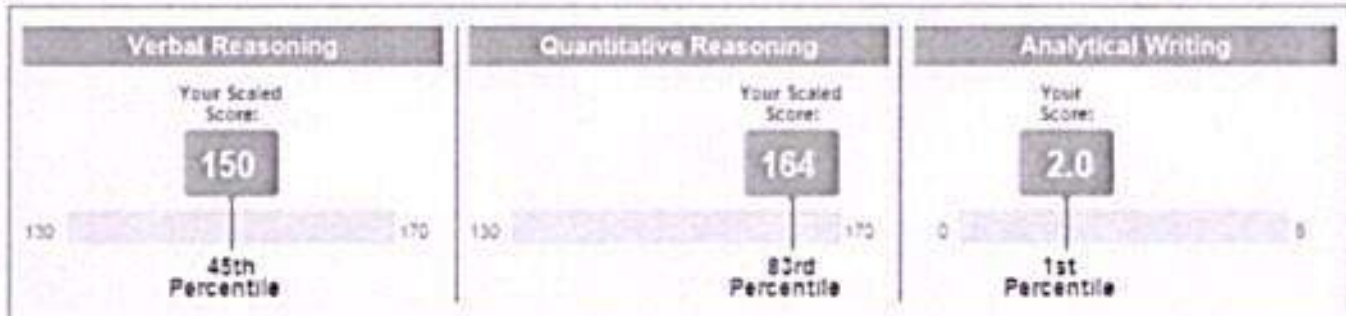 Verbal Reasoning
Your Scaled
Score:
150
130
170
45th
Percentile
Quantitative Reasoning
Your Scaled
Score:
164
130
170
83rd
Percentile
Analytical Writing
Your
Score:
2.0
0
6
1st
Percentile